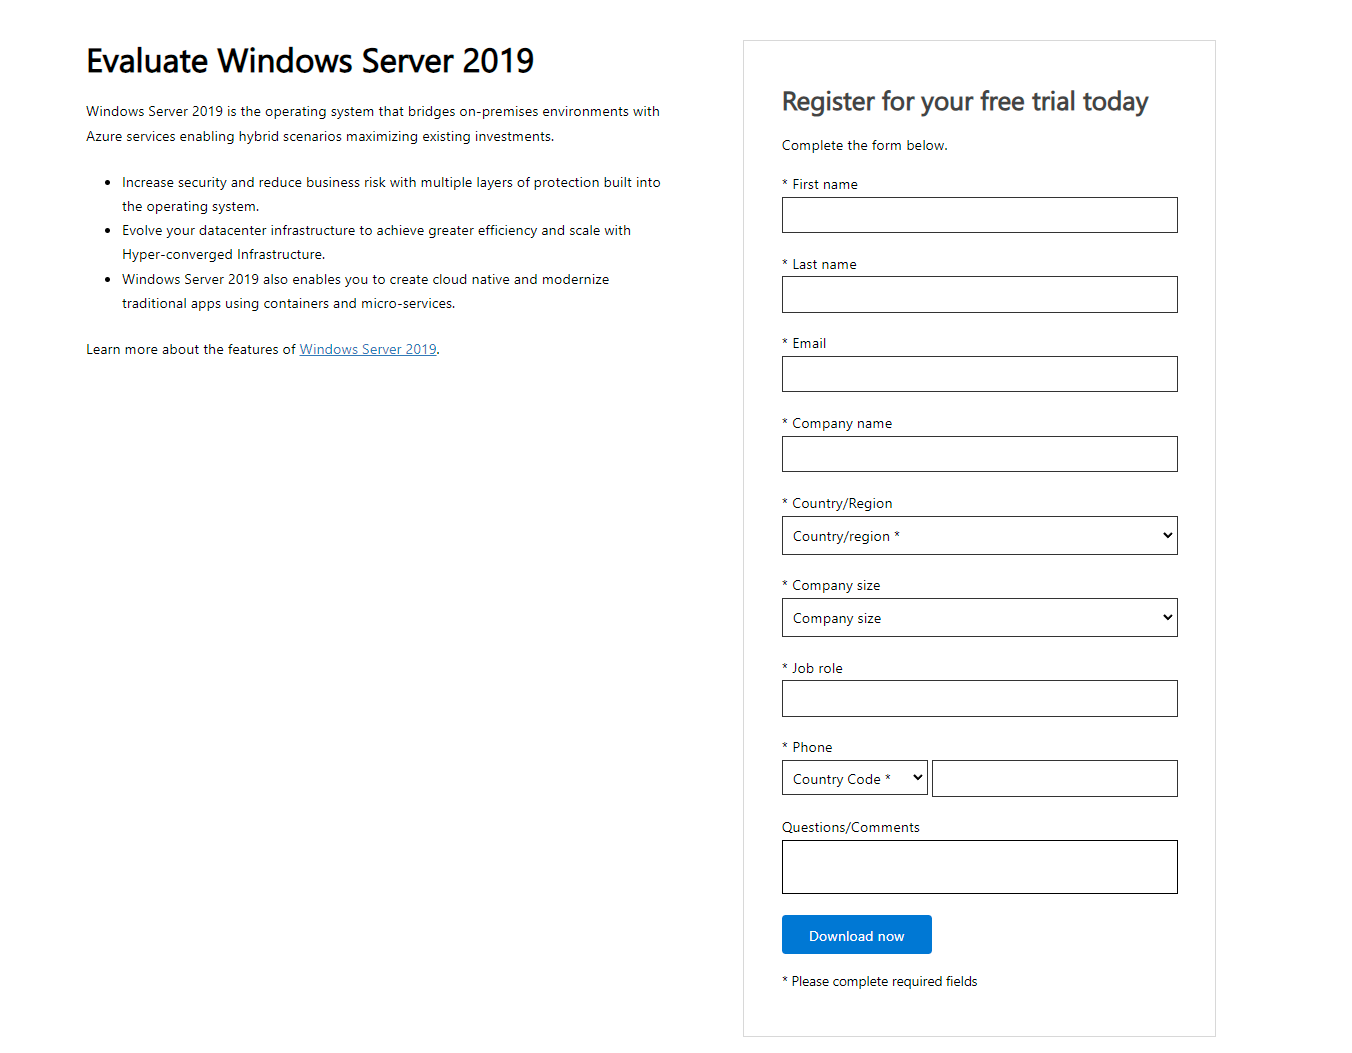 Evaluate Windows Server 2019
Windows Server 2019 is the operating system that bridges on-premises environments with
Azure services enabling hybrid scenarios maximizing existing investments.
• Increase security and reduce business risk with multiple layers of protection built into
the operating system.
• Evolve your datacenter infrastructure to achieve greater efficiency and scale with
Hyper-converged Infrastructure.
• Windows Server 2019 also enables you to create cloud native and modernize
traditional apps using containers and micro-services.
Learn more about the features of Windows Server 2019.
Register for your free trial today
Complete the form below.
* First name
* Last name
* Email
* Company name
* Country/Region
Country/region *
* Company size
Company size
* Job role
* Phone
Country Code *
Questions/Comments
Download now
* Please complete required fields